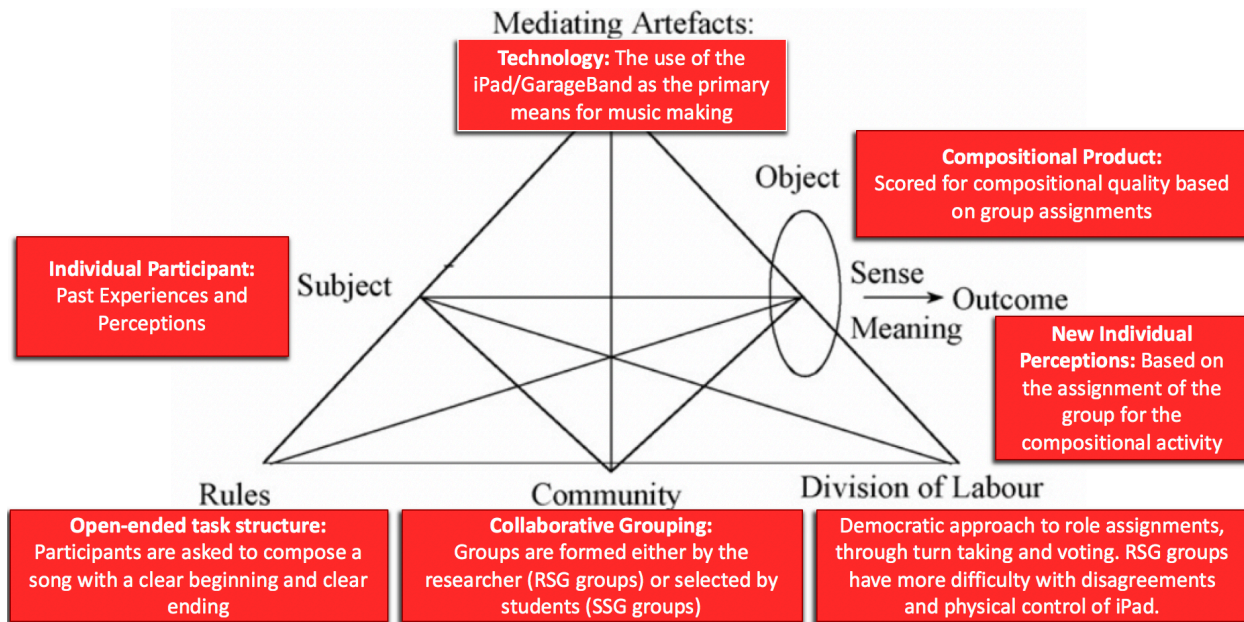 Mediating Artefacts:
Technology: The use of the
iPad/GarageBand as the primary
means for music making
Object
Compositional Product:
Scored for compositional quality based
on group assignments
Individual Participant:
Past Experiences and
Perceptions
Subject
Sense
Meaning
Outcome
New Individual
Perceptions: Based on
the assignment of the
group for the
compositional activity
Rules
Community
Division of Labour
Open-ended task structure:
Participants are asked to compose a
song with a clear beginning and clear
ending
Collaborative Grouping:
Groups are formed either by the
researcher (RSG groups) or selected by
students (SSG groups)
Democratic approach to role assignments,
through turn taking and voting. RSG groups
have more difficulty with disagreements
and physical control of iPad.